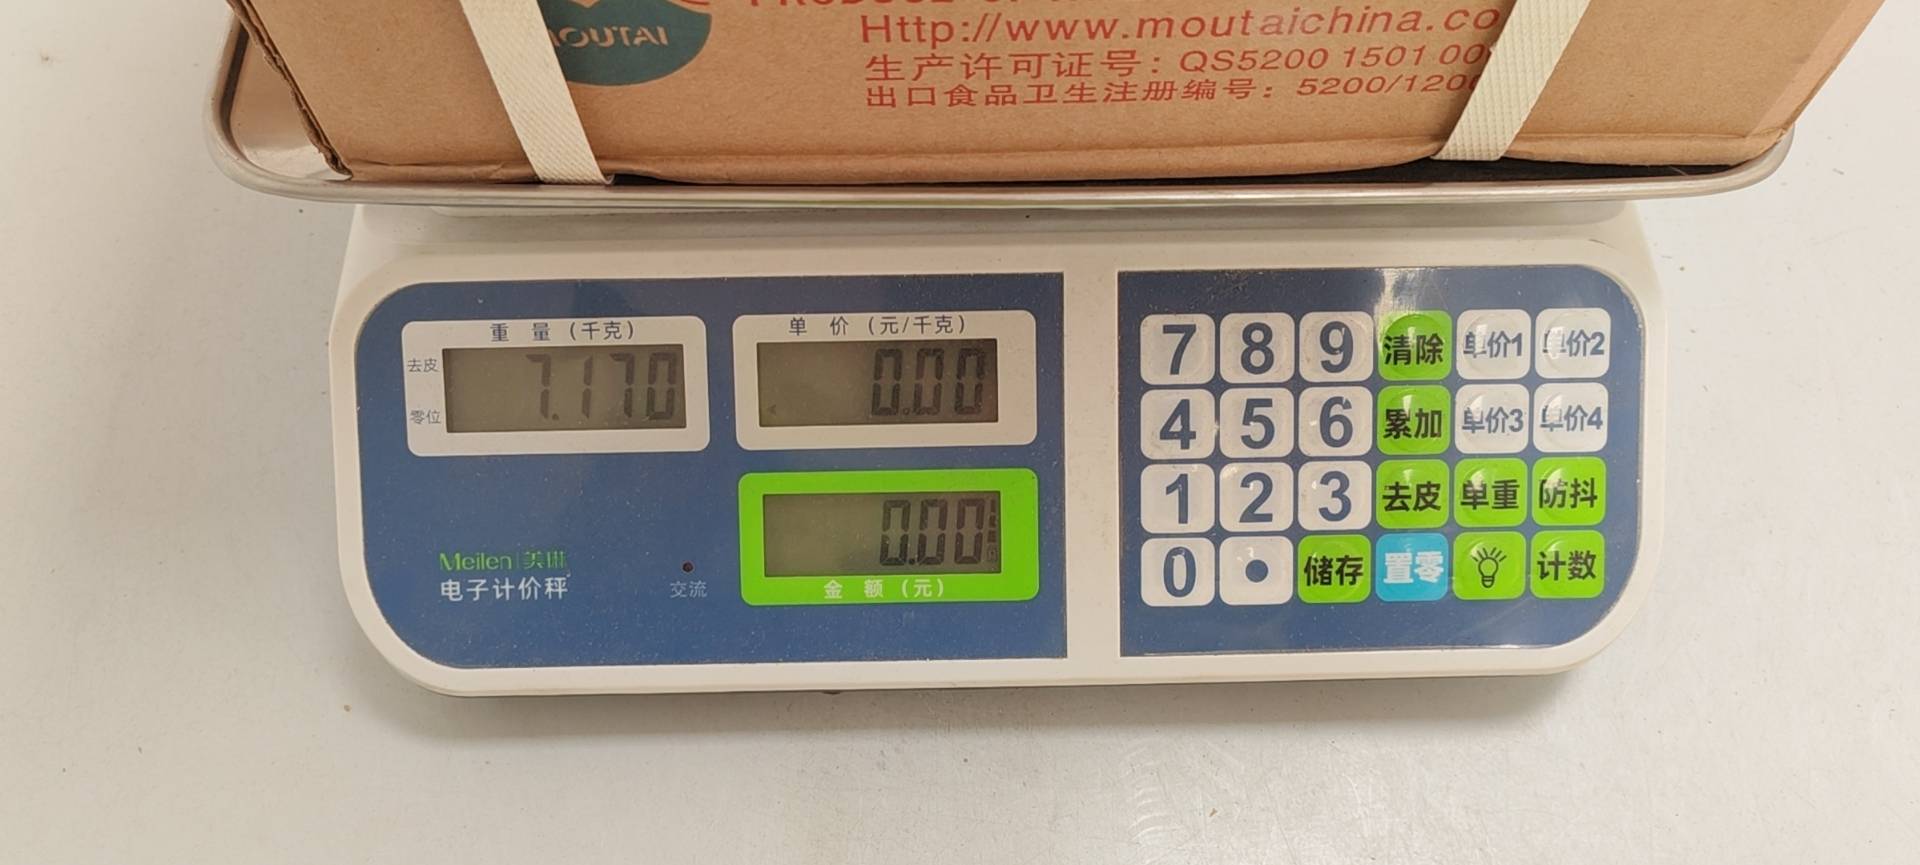 MOUTAI
Http://www.moutaichina.co
生产许可证号: QS5200 1501 00
出口食品卫生注册编号: 5200/1200
重 量 (千克)
去皮
零位
7.170
单 价 (元/千克)
0.00
0.00
金 额 (元)
Meilen 美琳
电子计价秤
交流
7 8 9 清除 单价1 单价2
4 5 6 累加 单价3 单价4
1 2 3 去皮 单重 防抖
0 • 储存 置零 计数